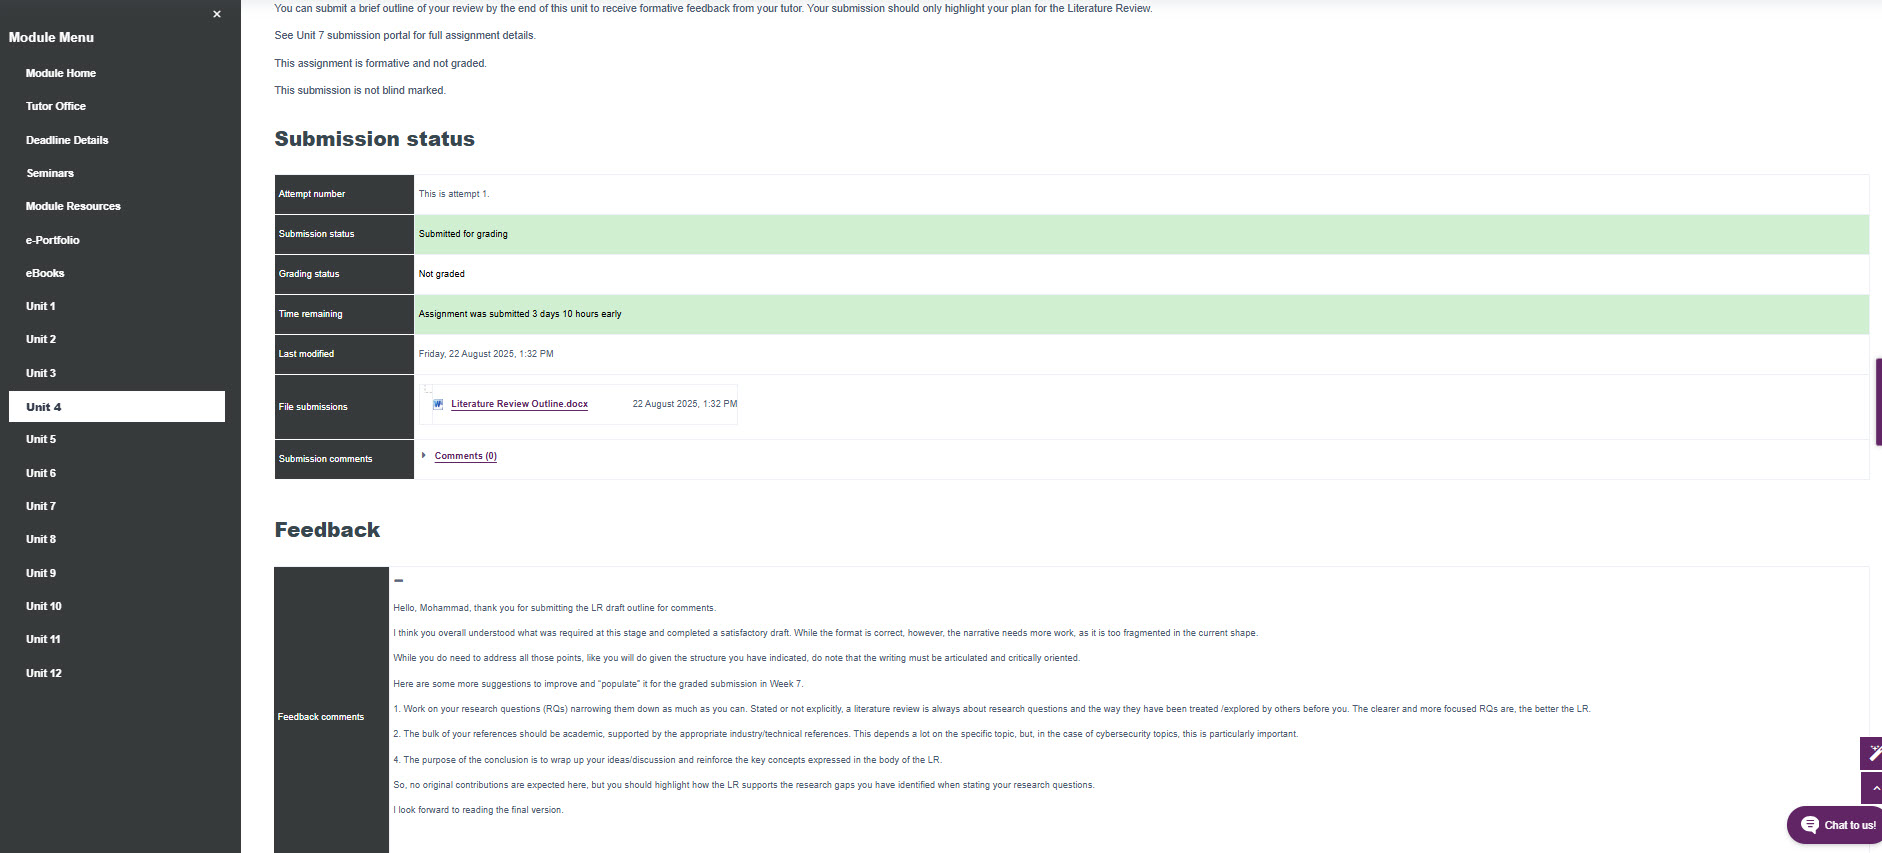 ×
Module Menu
Module Home
Tutor Office
Deadline Details
Seminars
Module Resources
e-Portfolio
eBooks
Unit 1
Unit 2
Unit 3
Unit 4
Unit 5
Unit 6
Unit 7
Unit 8
Unit 9
Unit 10
Unit 11
Unit 12
You can submit a brief outline of your review by the end of this unit to receive formative feedback from your tutor. Your submission should only highlight your plan for the Literature Review.
See Unit 7 submission portal for full assignment details.
This assignment is formative and not graded.
This submission is not blind marked.
Submission status
Attempt number This is attempt 1.
Submission status Submitted for grading
Grading status Not graded
Time remaining Assignment was submitted 3 days 10 hours early
Last modified Friday, 22 August 2025, 1:32 PM
File submissions Literature Review Outline.docx 22 August 2025, 1:32 PM
Submission comments Comments (0)
Feedback
Feedback comments
Hello, Mohammad, thank you for submitting the LR draft outline for comments.
I think you overall understood what was required at this stage and completed a satisfactory draft. While the format is correct, however, the narrative needs more work, as it is too fragmented in the current shape.
While you do need to address all those points, like you will do given the structure you have indicated, do note that the writing must be articulated and critically oriented.
Here are some more suggestions to improve and "populate" it for the graded submission in Week 7.
1. Work on your research questions (RQs) narrowing them down as much as you can. Stated or not explicitly, a literature review is always about research questions and the way they have been treated /explored by others before you. The clearer and more focused RQs are, the better the LR.
2. The bulk of your references should be academic, supported by the appropriate industry/technical references. This depends a lot on the specific topic, but, in the case of cybersecurity topics, this is particularly important.
4. The purpose of the conclusion is to wrap up your ideas/discussion and reinforce the key concepts expressed in the body of the LR.
So, no original contributions are expected here, but you should highlight how the LR supports the research gaps you have identified when stating your research questions.
I look forward to reading the final version.
Chat to us!